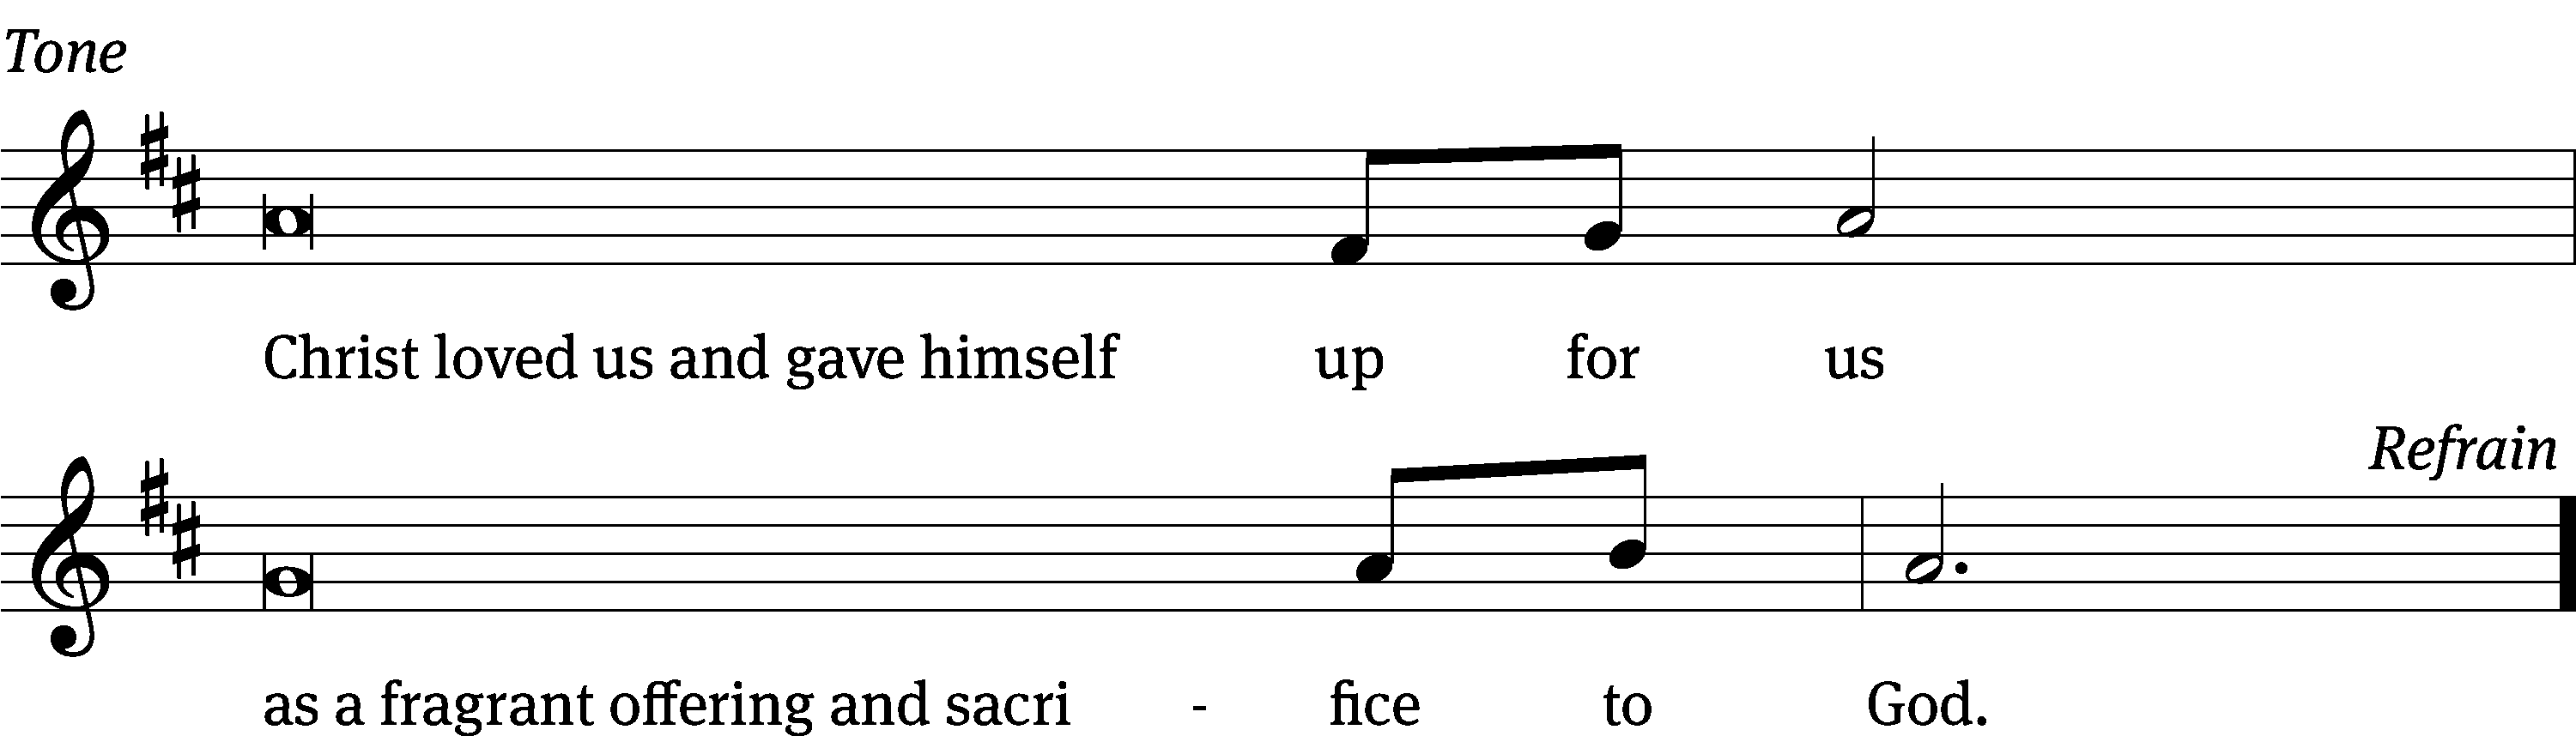 Tone
Christ loved us and gave himself up for us
Refrain
as a fragrant offering and sacri - fice to God.